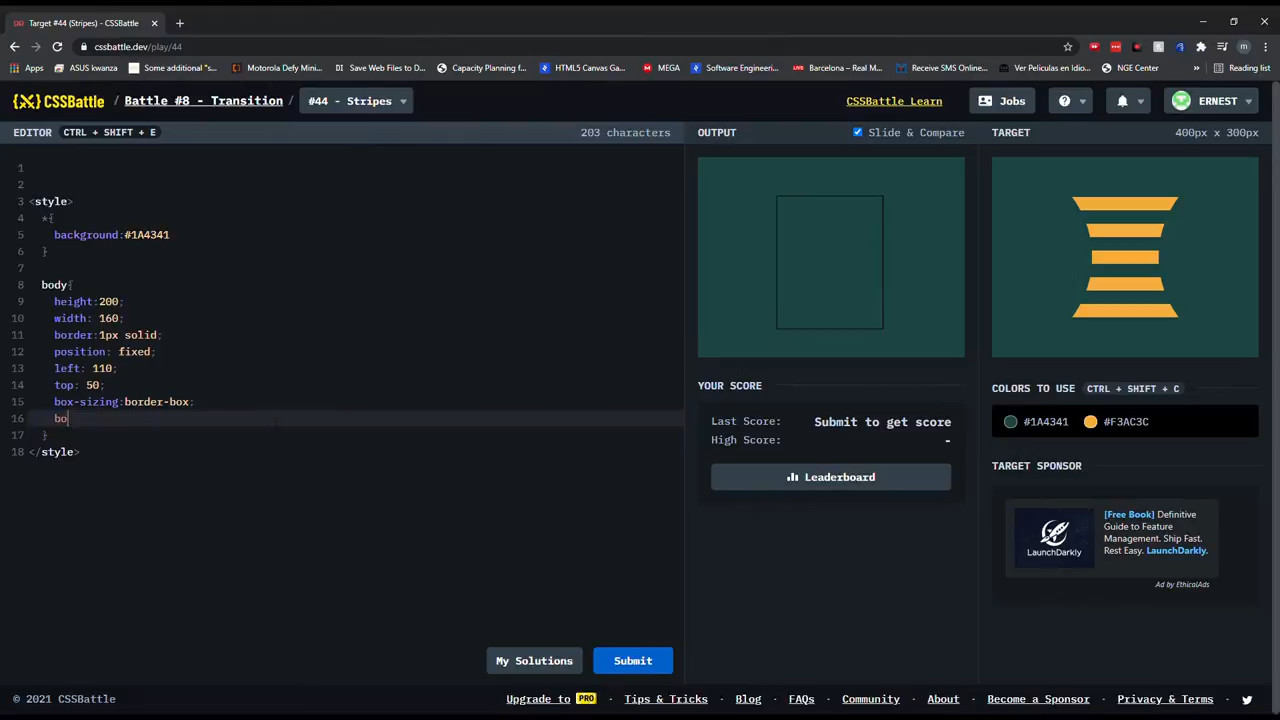 Target #44 (Stripes) - CSSBattle
cssbattle.dev/play/44
Apps
ASUS kwanza
Some additional "s...
Motorola Defy Mini...
Save Web Files to D...
Capacity Planning f...
HTML5 Canvas Ga...
MEGA
Software Engineeri...
Barcelona – Real M...
Receive SMS Online...
Ver Peliculas en Idio...
NGE Center
»
Reading list
CSSBattle / Battle #8 - Transition / #44 - Stripes
CSSBattle Learn
Jobs
ERNEST
EDITOR CTRL + SHIFT + E
203 characters
OUTPUT
Slide & Compare
TARGET
400px x 300px
1
2
3 <style>
4 *{
5 background:#1A4341
6 }
7
8 body{
9 height:200;
10 width: 160;
11 border:1px solid;
12 position: fixed;
13 left: 110;
14 top: 50;
15 box-sizing:border-box;
16 bo
17 }
18 </style>
YOUR SCORE
Last Score: Submit to get score
High Score: -
Leaderboard
COLORS TO USE CTRL + SHIFT + C
#1A4341 #F3AC3C
TARGET SPONSOR
LaunchDarkly
[Free Book] Definitive
Guide to Feature
Management. Ship Fast.
Rest Easy. LaunchDarkly.
Ad by EthicalAds
My Solutions
Submit
© 2021 CSSBattle
Upgrade to PRO · Tips & Tricks · Blog · FAQs · Community · About · Become a Sponsor · Privacy & Terms ·